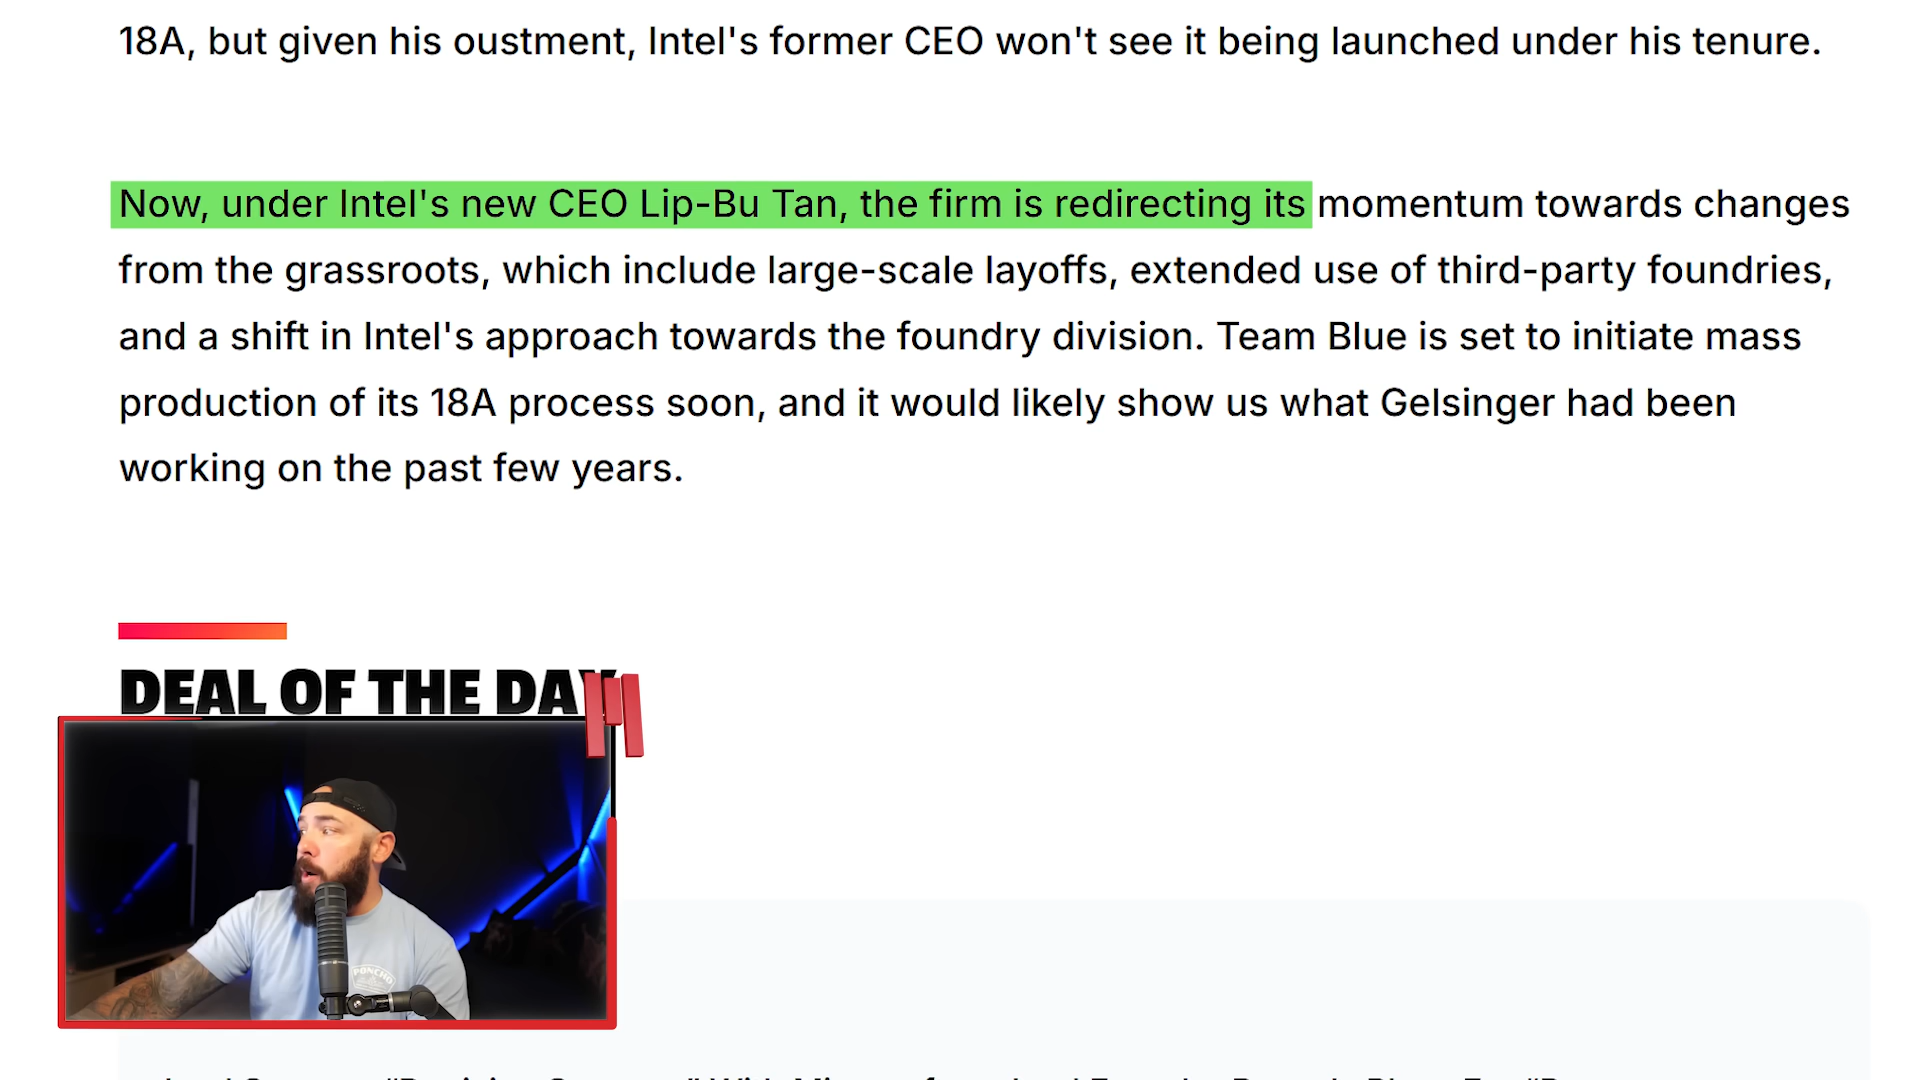 18A, but given his oustment, Intel's former CEO won't see it being launched under his tenure.
Now, under Intel's new CEO Lip-Bu Tan, the firm is redirecting its momentum towards changes
from the grassroots, which include large-scale layoffs, extended use of third-party foundries,
and a shift in Intel's approach towards the foundry division. Team Blue is set to initiate mass
production of its 18A process soon, and it would likely show us what Gelsinger had been
working on the past few years.
DEAL OF THE DAY
PONCHO